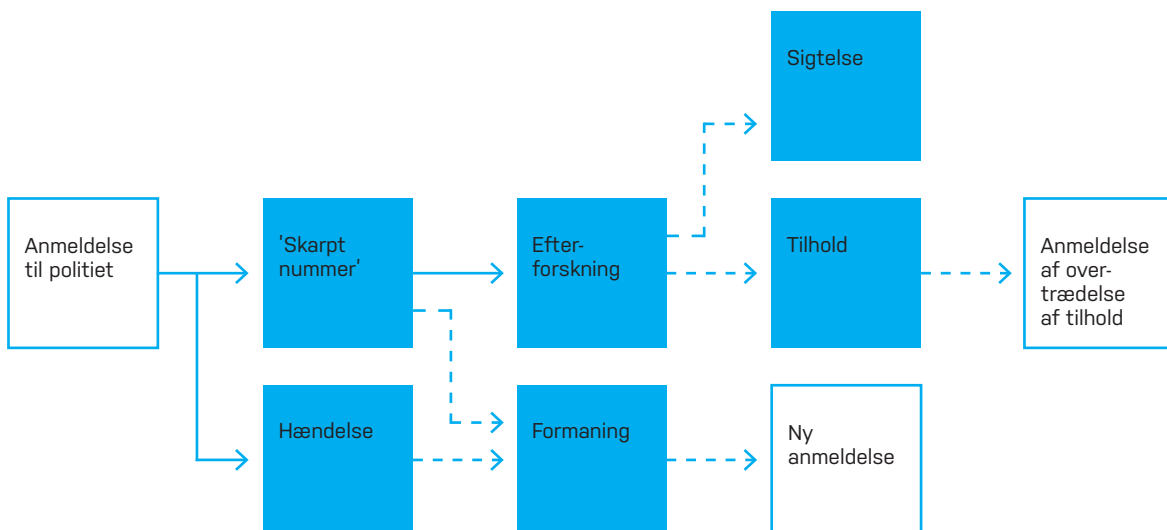 Sigtelse
Anmeldelse
til politiet
'Skarpt
nummer'
Efter-
forskning
Tilhold
Anmeldelse
af over-
trædelse
af tilhold
Hændelse
Formaning
Ny
anmeldelse